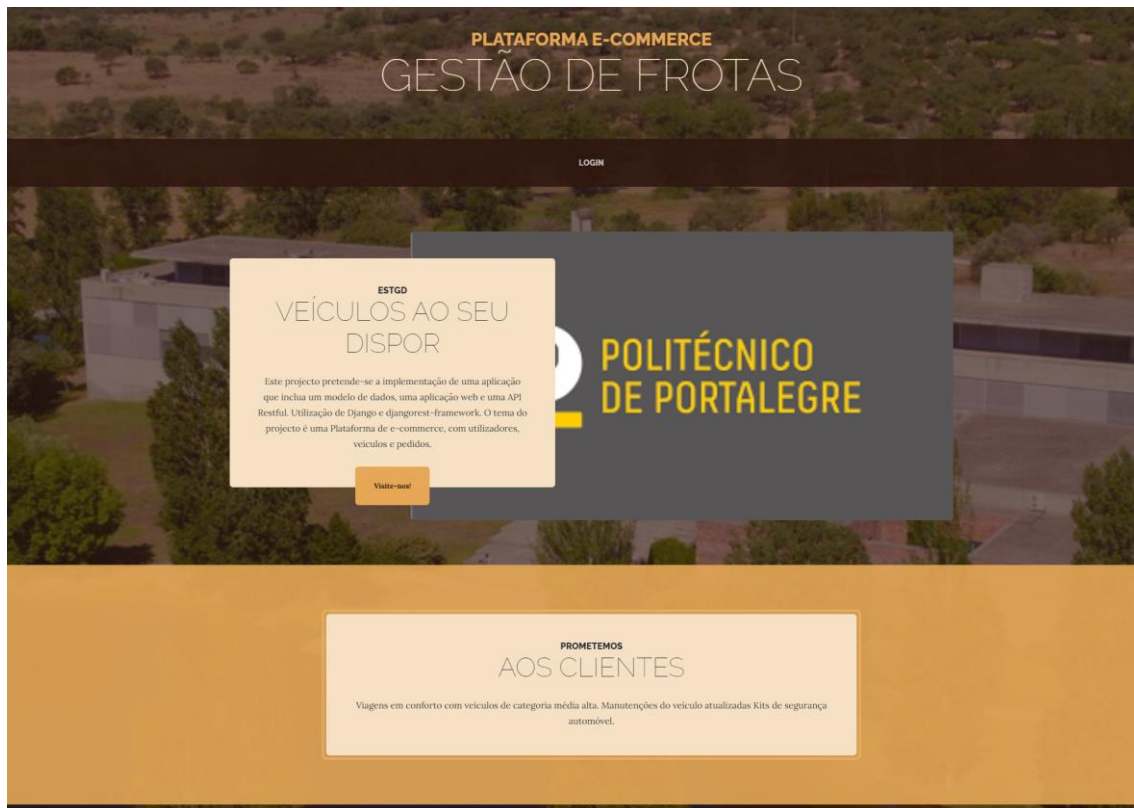 PLATAFORMA E-COMMERCE
GESTÃO DE FROTAS
LOGIN
ESTGD
VEÍCULOS AO SEU
DISPOR
Este projecto pretende-se a implementação de uma aplicação
que inclua um modelo de dados, uma aplicação web e uma API
Restful. Utilização de Django e djangorest-framework. O tema do
projecto é uma Plataforma de e-commerce, com utilizadores,
veiculos e pedidos.
Visite-nos!
POLITÉCNICO
DE PORTALEGRE
PROMETEMOS
AOS CLIENTES
Viagens em conforto com veiculos de categoria média alta. Manutenções do veiculo atualizadas Kits de segurança
automóvel.